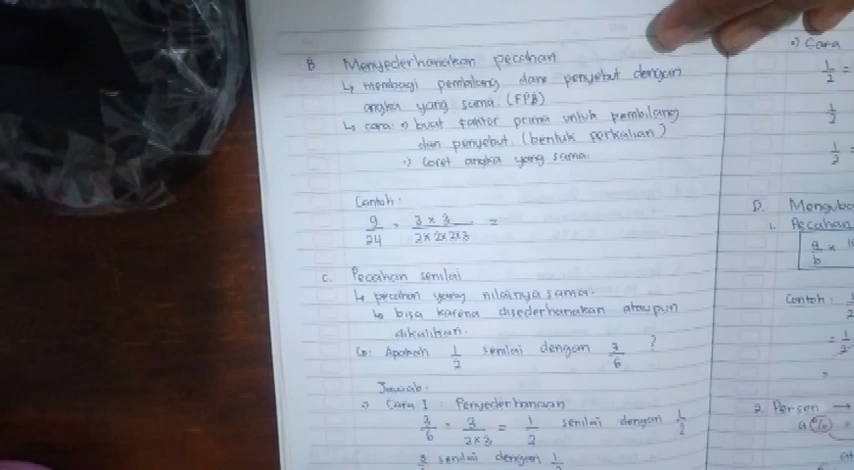 B Menyederhanakan pecahan
↳ membagi pembilang dan penyebut dengan
angka yang sama. (FPB)
↳ cara: buat faktor prima untuk pembilang
dan penyebut. (bentuk perkalian)
:) Coret angka yang sama.
Contoh:
9/24 = 3 × 3 / 2 × 2 × 2 × 3 =
C. Pecahan senilai
↳ pecahan yang nilainya sama.
↳ bisa karena disederhanakan ataupun
dikalikan.
Co: Apakah 1/2 senilai dengan 3/6 ?
Jawab:
Cara I: Penyederhanaan
3/6 = 3 / 2×3 = 1/2 senilai dengan 1/2
senilai dengan
Cara
1/2 =
1/2
1/2 =
D. Menguba
1. Pecahan
a/b ×
Contoh:
= 1/2
2. Persen →
a% =